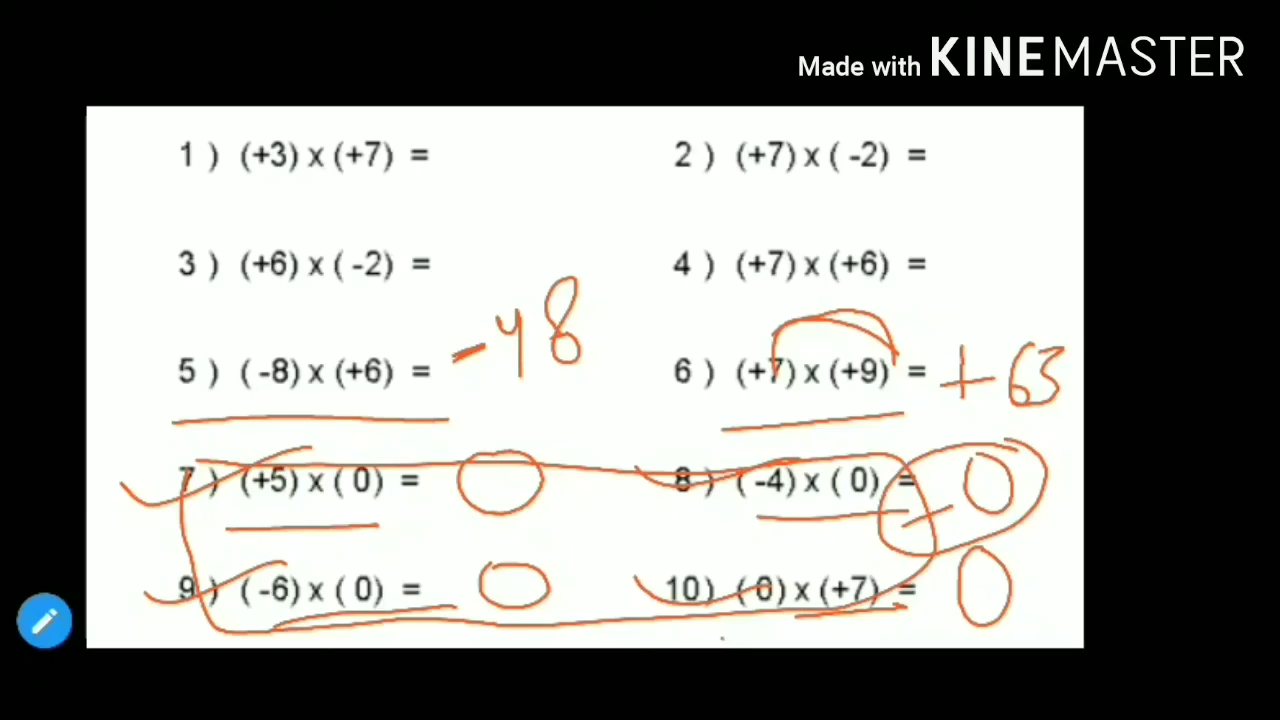 Made with KINEMASTER
1 ) (+3) x (+7) = 2 ) (+7) x ( -2) =
3 ) (+6) x ( -2) = 4 ) (+7) x (+6) =
5 ) ( -8) x (+6) = -48 6 ) (+7) x (+9) = +63
7 ) (+5) x ( 0) = 0 8 ) ( -4) x ( 0) = -0
9 ) ( -6) x ( 0) = 0 10) ( 0) x (+7) = 0